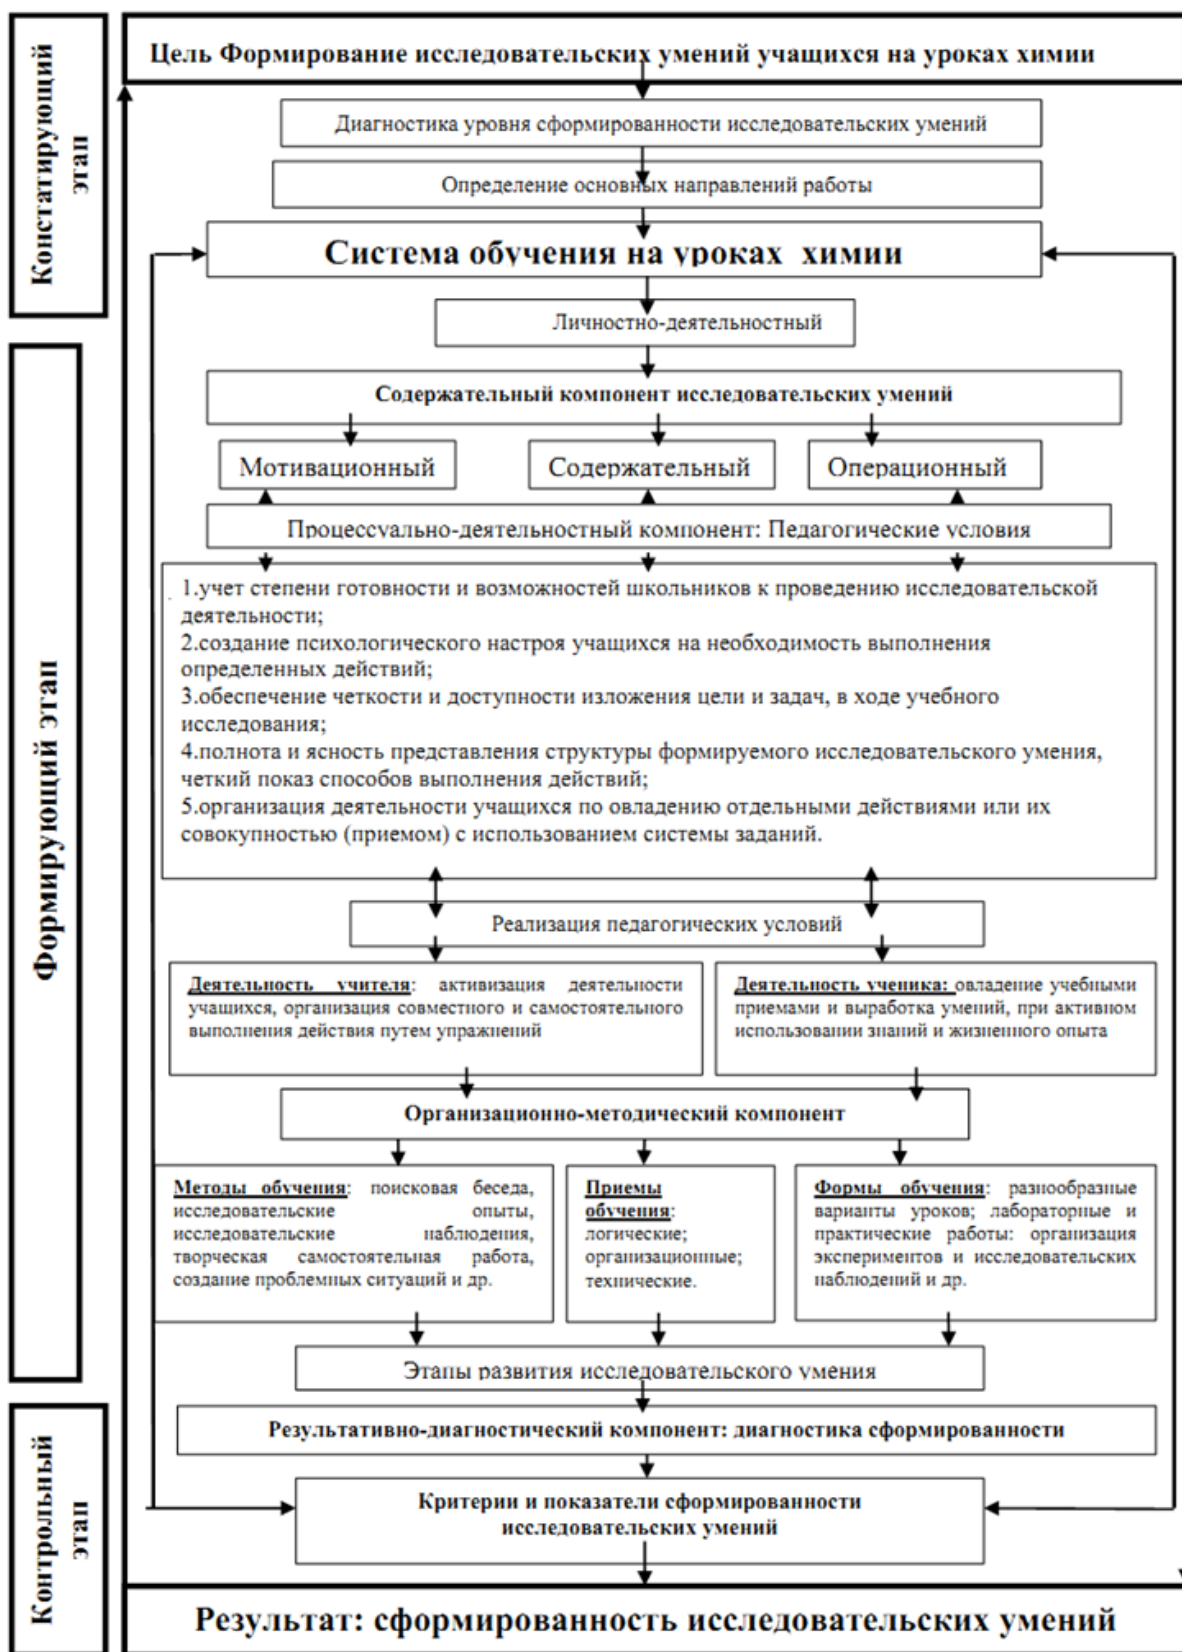 Констатирующий
этап
Цель Формирование исследовательских умений учащихся на уроках химии
Диагностика уровня сформированности исследовательских умений
Определение основных направлений работы
Система обучения на уроках химии
Формирующий этап
Личностно-деятельностный
Содержательный компонент исследовательских умений
Мотивационный
Содержательный
Операционный
Процессуально-деятельностный компонент: Педагогические условия
1.учет степени готовности и возможностей школьников к проведению исследовательской
деятельности;
2.создание психологического настроя учащихся на необходимость выполнения
определенных действий;
3.обеспечение четкости и доступности изложения цели и задач, в ходе учебного
исследования;
4.полнота и ясность представления структуры формируемого исследовательского умения,
четкий показ способов выполнения действий;
5.организация деятельности учащихся по овладению отдельными действиями или их
совокупностью (приемом) с использованием системы заданий.
Реализация педагогических условий
Деятельность учителя: активизация деятельности
учащихся, организация совместного и самостоятельного
выполнения действия путем упражнений
Деятельность ученика: овладение учебными
приемами и выработка умений, при активном
использовании знаний и жизненного опыта
Организационно-методический компонент
Методы обучения: поисковая беседа,
исследовательские опыты,
исследовательские наблюдения,
творческая самостоятельная работа,
создание проблемных ситуаций и др.
Приемы
обучения:
логические;
организационные;
технические.
Формы обучения: разнообразные
варианты уроков; лабораторные и
практические работы: организация
экспериментов и исследовательских
наблюдений и др.
Этапы развития исследовательского умения
Контрольный
этап
Результативно-диагностический компонент: диагностика сформированности
Критерии и показатели сформированности
исследовательских умений
Результат: сформированность исследовательских умений